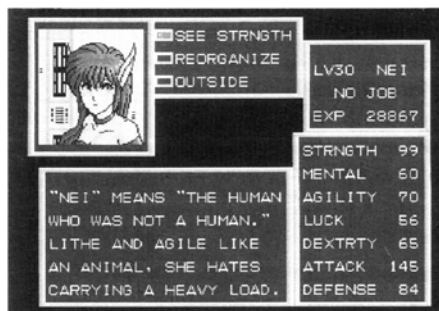 SEE STRNGTH
REORGANIZE
OUTSIDE
LV30 NEI
NO JOB
EXP 28867
STRNGTH 99
MENTAL 60
AGILITY 70
LUCK 56
DEXTRTY 65
ATTACK 145
DEFENSE 84
"NEI" MEANS "THE HUMAN
WHO WAS NOT A HUMAN."
LITHE AND AGILE LIKE
AN ANIMAL, SHE HATES
CARRYING A HEAVY LOAD.